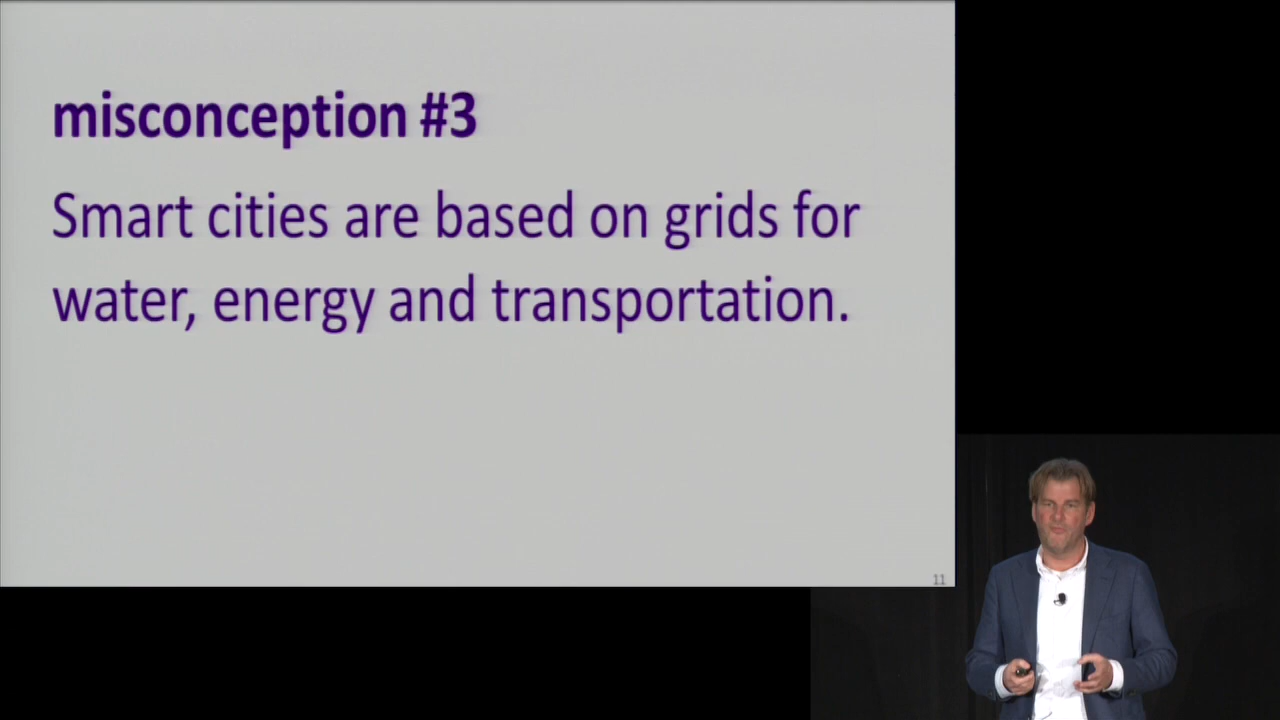 misconception #3
Smart cities are based on grids for
water, energy and transportation.
11